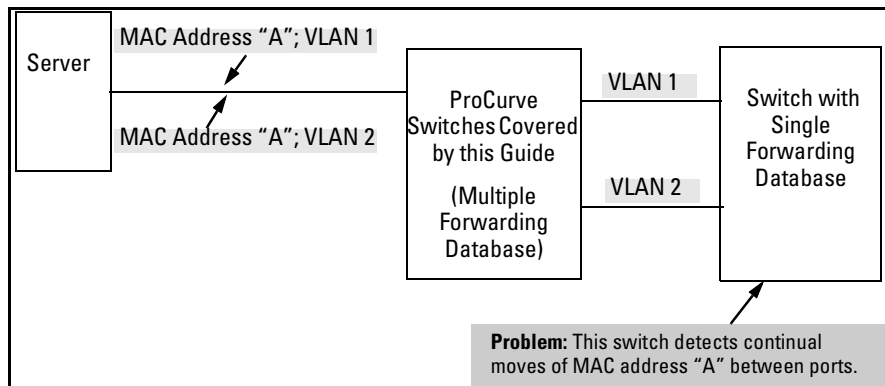 MAC Address “A”; VLAN 1
Server
MAC Address “A”; VLAN 2
ProCurve
Switches Covered
by this Guide
(Multiple
Forwarding
Database)
VLAN 1
VLAN 2
Switch with
Single
Forwarding
Database
Problem: This switch detects continual
moves of MAC address “A” between ports.